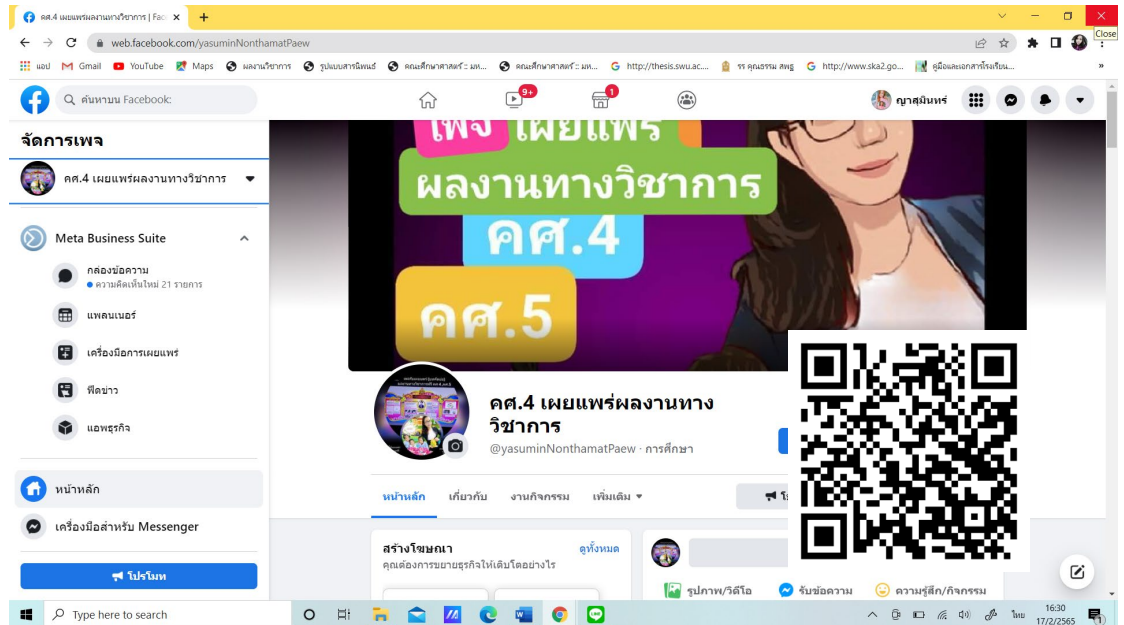 คศ.4 เผยแพร่ผลงานทางวิชาการ | Fac
Close
web.facebook.com/yasuminNonthamatPaew
แอป Gmail YouTube Maps ผลงานวิชาการ รูปแบบสารนิพนธ์ คณะศึกษาศาสตร์ :: มห... คณะศึกษาศาสตร์ :: มห... http://thesis.swu.ac.... รร คุณธรรม สพฐ http://www.ska2.go... คู่มือและเอกสารโรงเรียน... »
ค้นหาบน Facebook:
9+
1
ญาสุมินทร์
จัดการเพจ
คศ.4 เผยแพร่ผลงานทางวิชาการ
Meta Business Suite
กล่องข้อความ
ความคิดเห็นใหม่ 21 รายการ
แพลนเนอร์
เครื่องมือการเผยแพร่
ฟีดข่าว
แอพธุรกิจ
หน้าหลัก
เครื่องมือสำหรับ Messenger
โปรโมท
เพจ เผยแพร่
ผลงานทางวิชาการ
คศ.4
คศ.5
คศ.4 เผยแพร่ผลงานทาง
วิชาการ
@yasuminNonthamatPaew · การศึกษา
หน้าหลัก เกี่ยวกับ งานกิจกรรม เพิ่มเติม
สร้างโฆษณา ดูทั้งหมด
คุณต้องการขยายธุรกิจให้เติบโตอย่างไร
รูปภาพ/วิดีโอ รับข้อความ ความรู้สึก/กิจกรรม
Type here to search
ไทย
16:30
17/2/2565
1